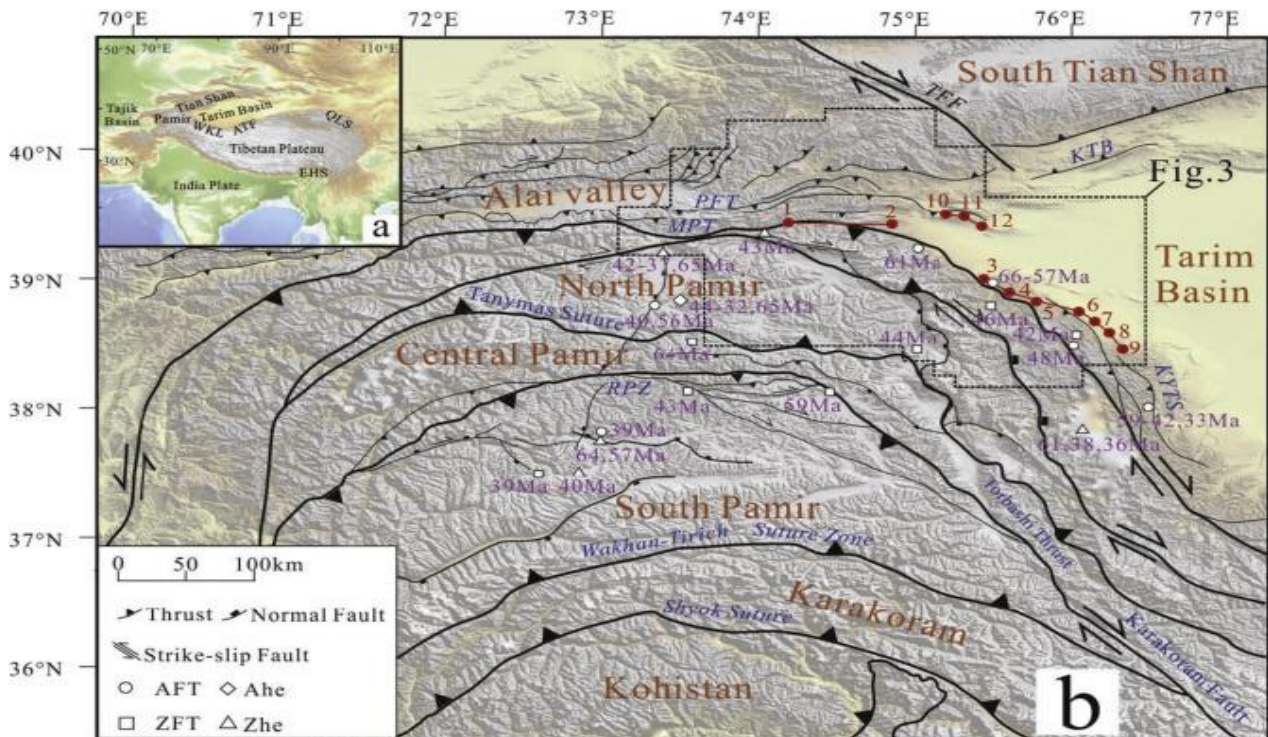 70°E 71°E 72°E 73°E 74°E 75°E 76°E 77°E
50°N 70°E 90°E 110°E
Tajik Basin
Tian Shan
Tarim Basin
Pamir
WKL ATF
QLS
Tibetan Plateau
30°N
EHS
India Plate
a
South Tian Shan
TFF
KTB
Fig.3
40°N
Alai valley
PFT
MPT
1 2 10 11 12
43Ma
61Ma
Tarim
Basin
39°N
42-37,65Ma
North Pamir
44-32,65Ma
3
66-57Ma
4 5 6 7 8 9
46Ma
42Ma
48Ma
Tanymas Suture
40,56Ma
64Ma
44Ma
Central Pamir
KYTS
38°N
RPZ
43Ma
59Ma
39Ma
64,57Ma
39Ma 40Ma
61,38,36Ma
South Pamir
37°N
Wakhan-Tirich Suture Zone
Torbashi Thrust
Shyok Suture
Karakoram
Karakoram Fault
36°N
Kohistan
b
0 50 100km
Thrust Normal Fault
Strike-slip Fault
AFT Ahe
ZFT Zhe